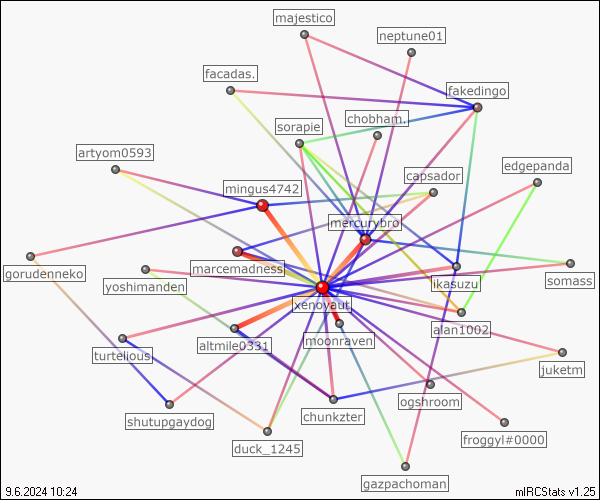 majestico
neptune01
facadas.
fakedingo
sorapie
chobham.
artyom0593
capsador
edgepanda
mingus4742
mercurybro
gorudenneko
marcemadness
yoshimanden
ikasuzu
somass
xenoyaut
alan1002
altmile0331
moonraven
turtelious
juketm
shutupgaydog
chunkzter
ogshroom
duck_1245
froggyl#0000
gazpachoman
9.6.2024 10:24
mIRCStats v1.25